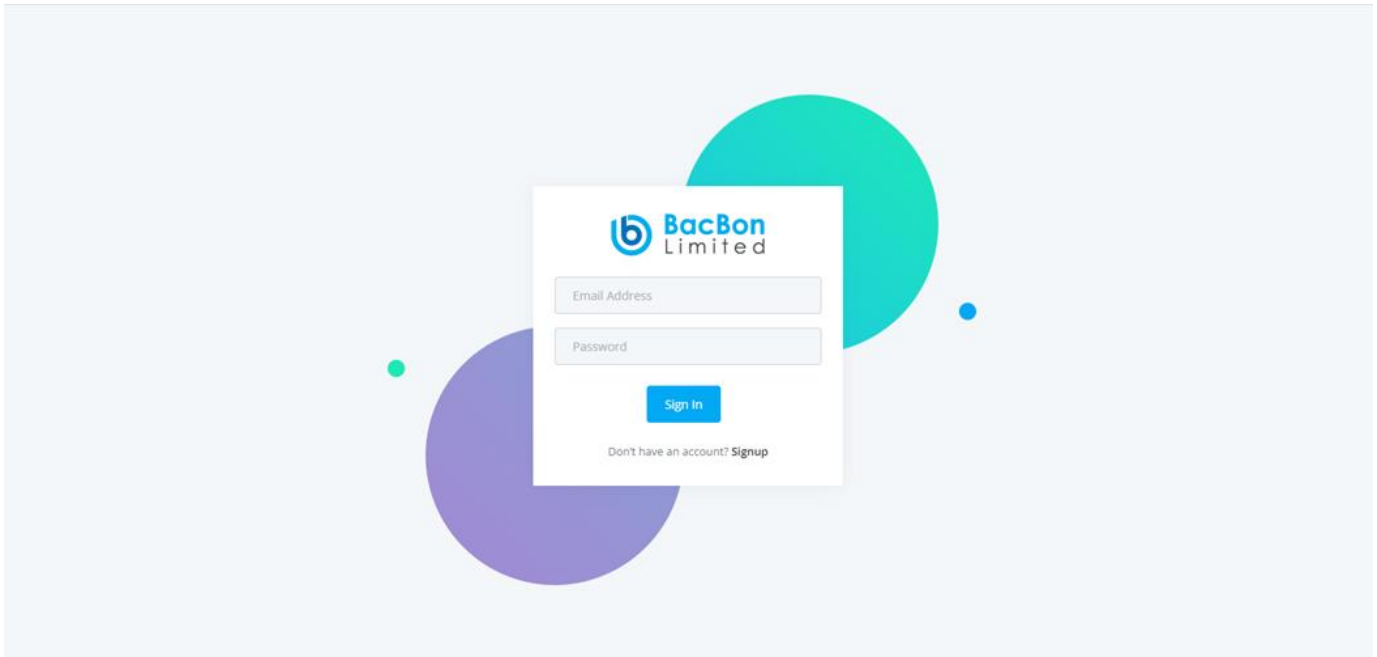 BacBon
Limited
Email Address
Password
Sign In
Don't have an account? Signup